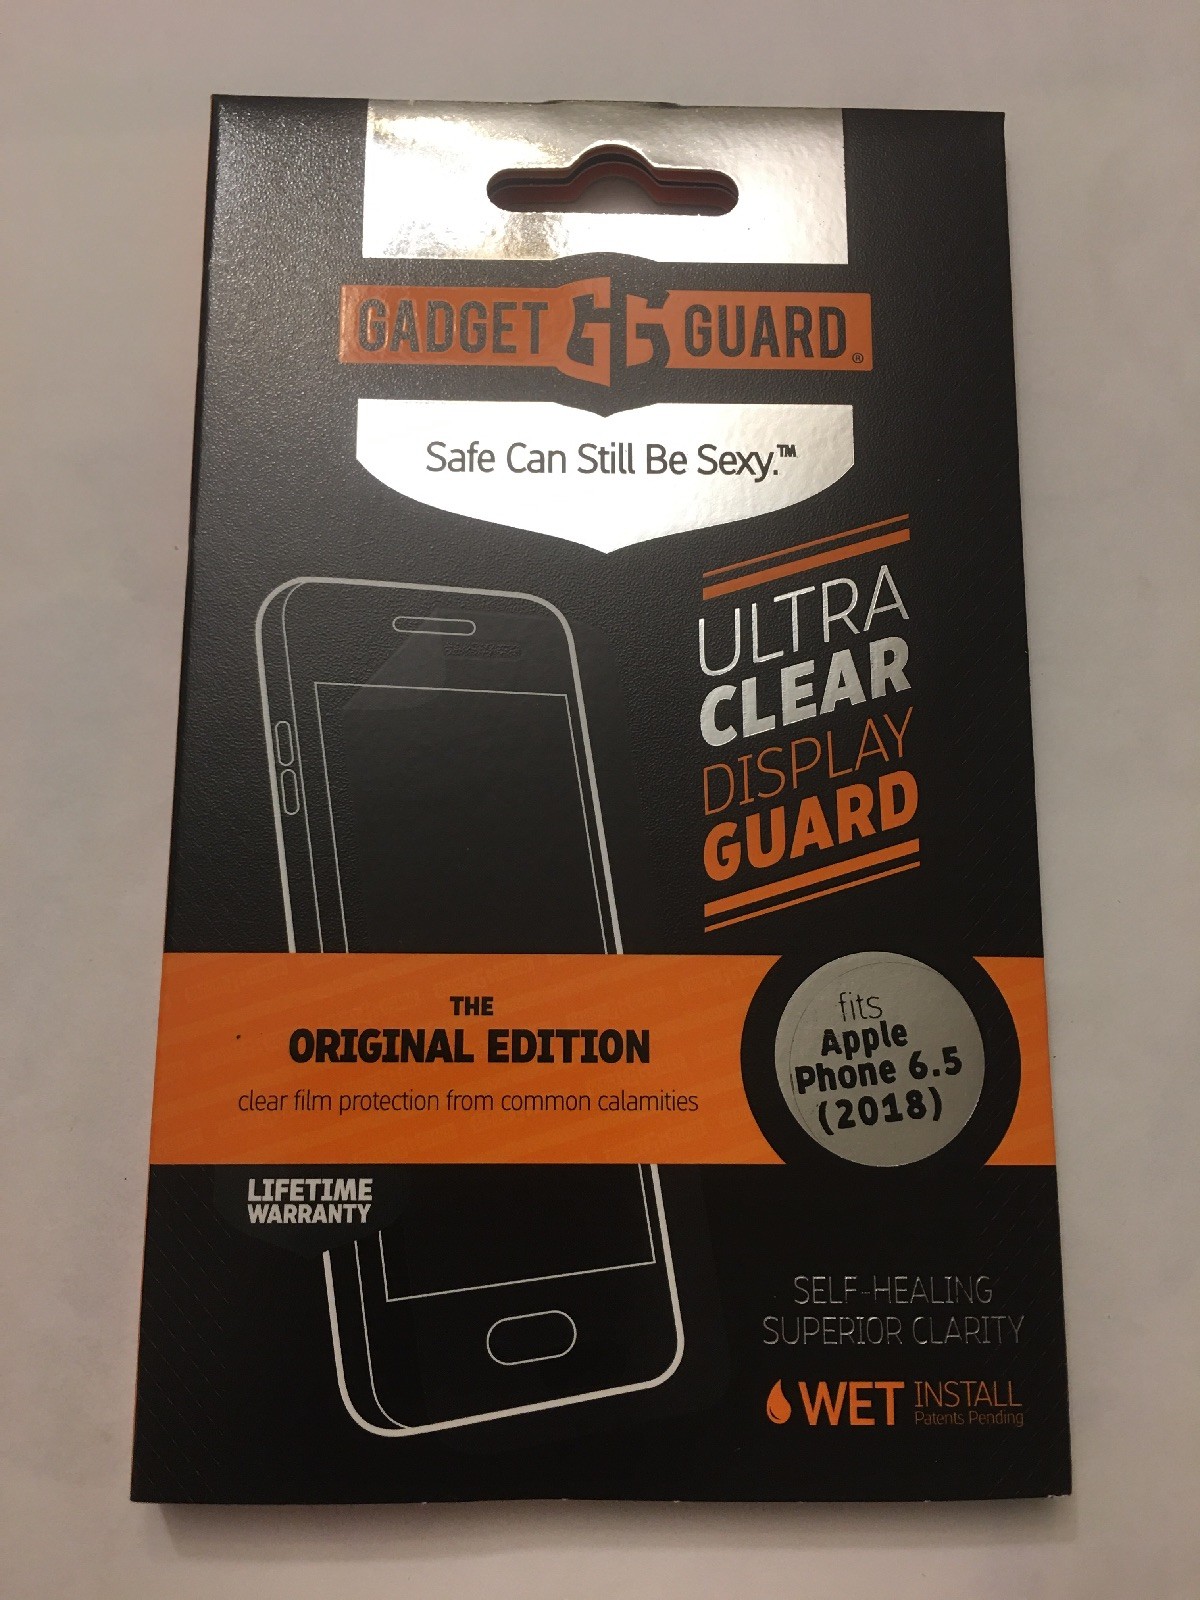 GADGET GG GUARD®
Safe Can Still Be Sexy.™
ULTRA
CLEAR
DISPLAY
GUARD
THE
ORIGINAL EDITION
clear film protection from common calamities
fits
Apple
Phone 6.5
(2018)
LIFETIME
WARRANTY
SELF-HEALING
SUPERIOR CLARITY
WET INSTALL
Patents Pending